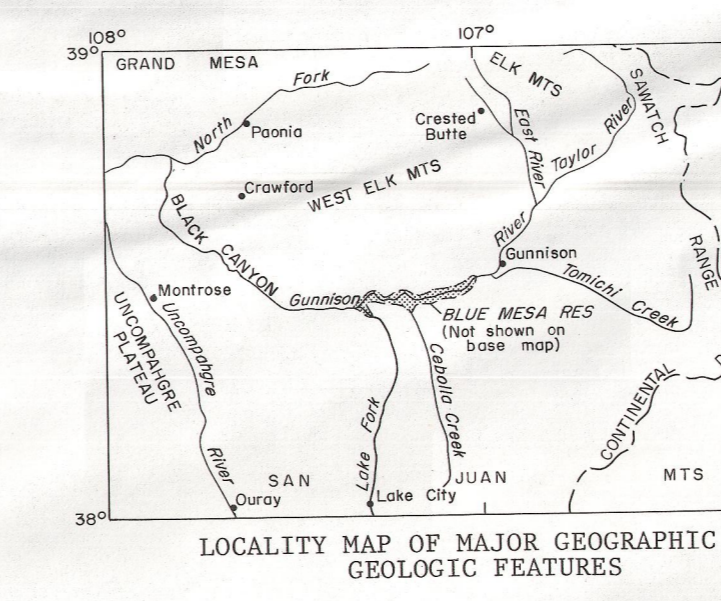 108°
107°
39°
GRAND MESA
North Fork
Paonia
ELK MTS
Crested
Butte
East River
Taylor River
SAWATCH
RANGE
Crawford
WEST ELK MTS
BLACK CANYON
River
Gunnison
Tomichi Creek
Montrose
Gunnison
BLUE MESA RES
(Not shown on
base map)
UNCOMPAHGRE
PLATEAU
Uncompahgre River
Cebolla Creek
Lake Fork
CONTINENTAL
SAN JUAN MTS
Ouray
Lake City
38°
LOCALITY MAP OF MAJOR GEOGRAPHIC
GEOLOGIC FEATURES